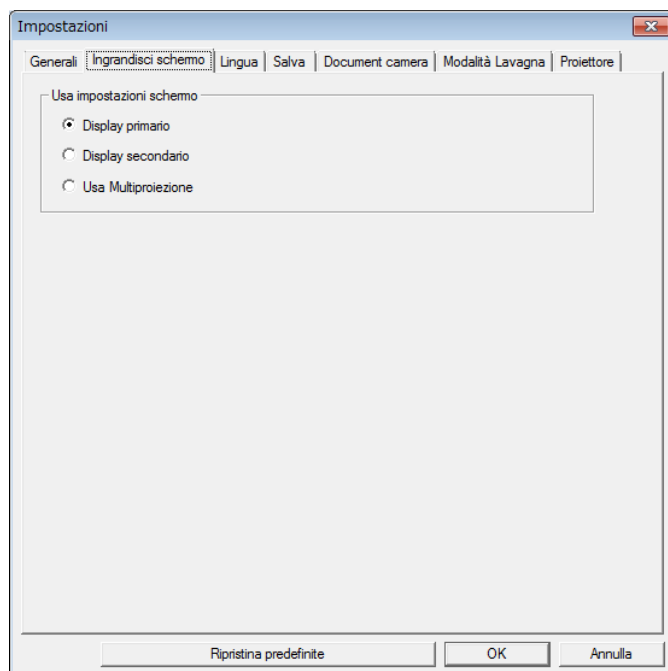 Impostazioni
Generali Ingrandisci schermo Lingua Salva Document camera Modalità Lavagna Proiettore
Usa impostazioni schermo
Display primario
Display secondario
Usa Multiproiezione
Ripristina predefinite OK Annulla